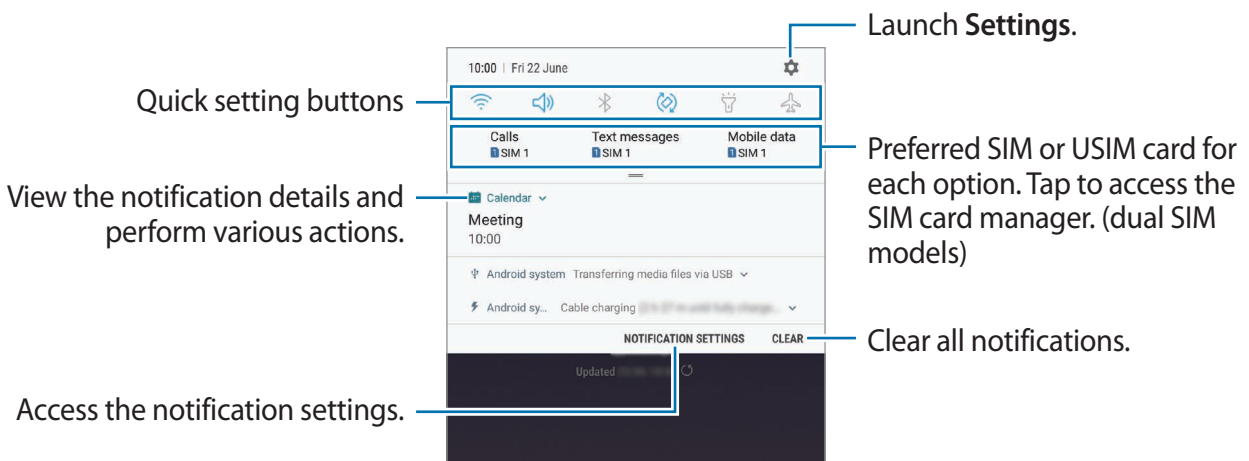 Launch Settings.
10:00 | Fri 22 June
Quick setting buttons
Calls Text messages Mobile data
1 SIM 1 1 SIM 1 1 SIM 1
Preferred SIM or USIM card for
each option. Tap to access the
SIM card manager. (dual SIM
models)
View the notification details and
perform various actions.
Calendar
Meeting
10:00
Android system Transferring media files via USB
Android sy... Cable charging
NOTIFICATION SETTINGS CLEAR
Clear all notifications.
Updated
Access the notification settings.